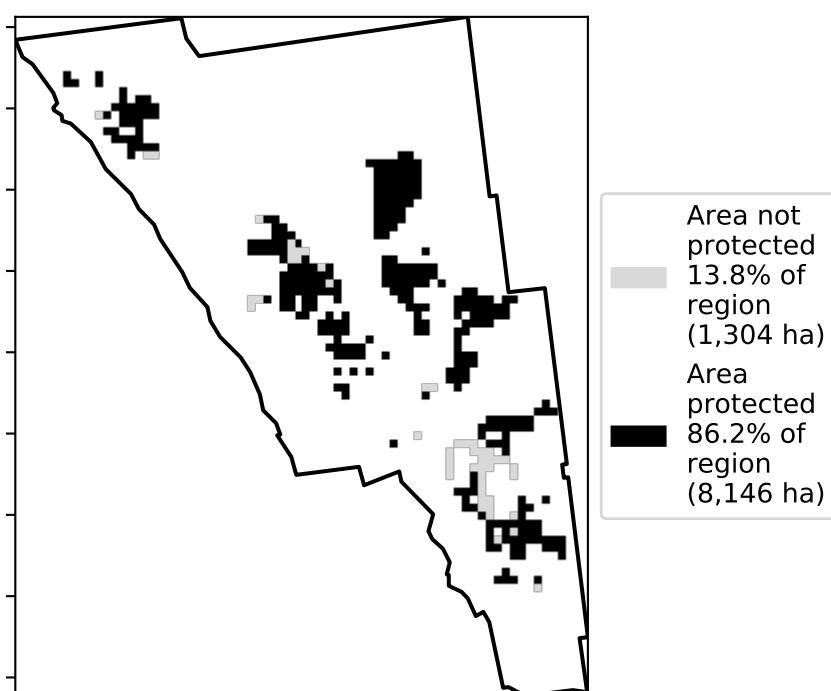 Area not
protected
13.8% of
region
(1,304 ha)
Area
protected
86.2% of
region
(8,146 ha)